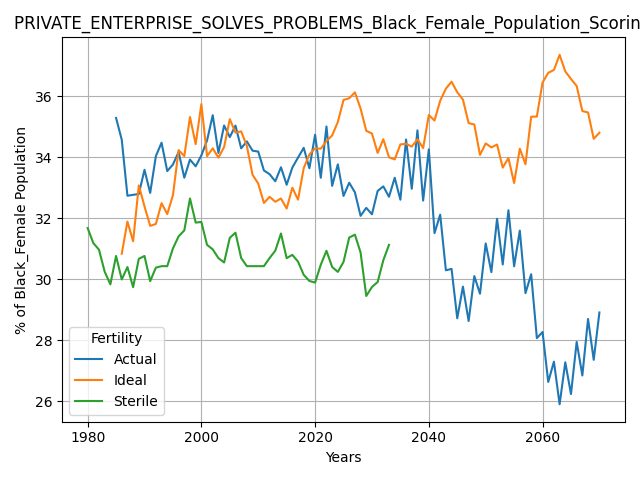 PRIVATE_ENTERPRISE_SOLVES_PROBLEMS_Black_Female_Population_Scorin
% of Black_Female Population
36
34
32
30
28
26
Fertility
Actual
Ideal
Sterile
1980 2000 2020 2040 2060
Years